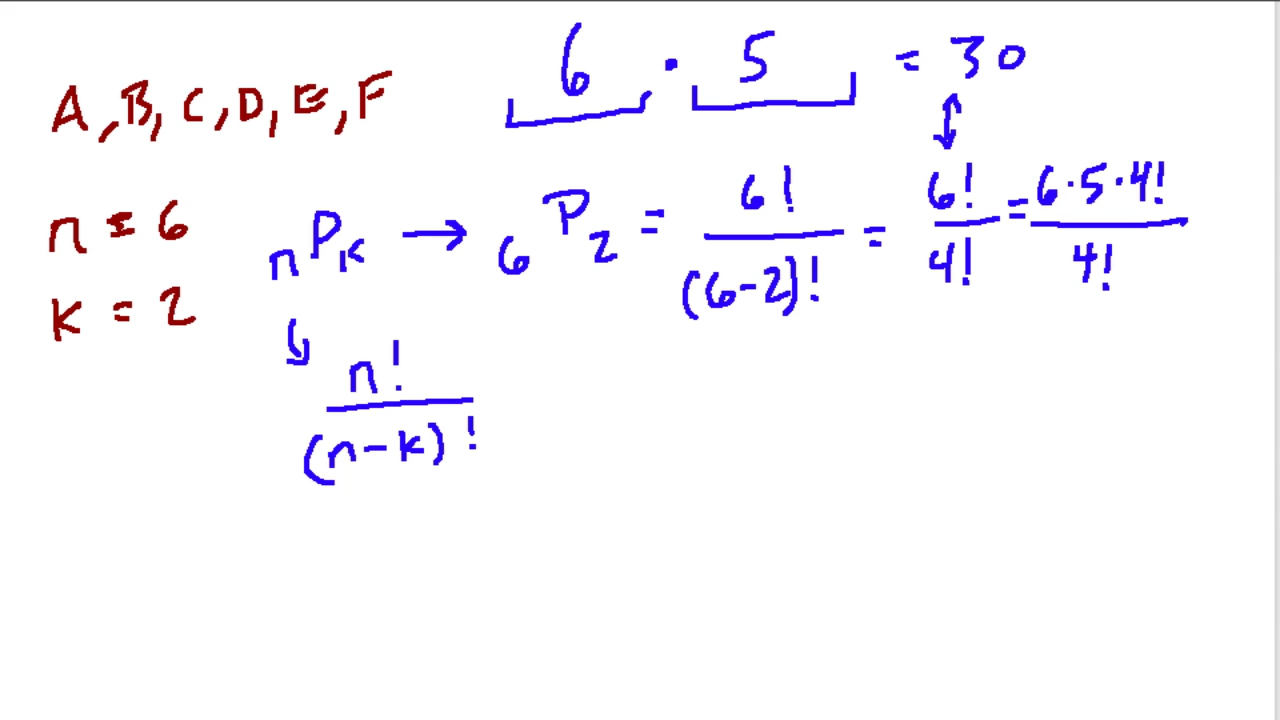 6 · 5 = 30
A, B, C, D, E, F
n = 6
nPk → 6P2 = 6! / (6-2)! = 6! / 4! = 6·5·4! / 4!
k = 2
n! / (n-k)!